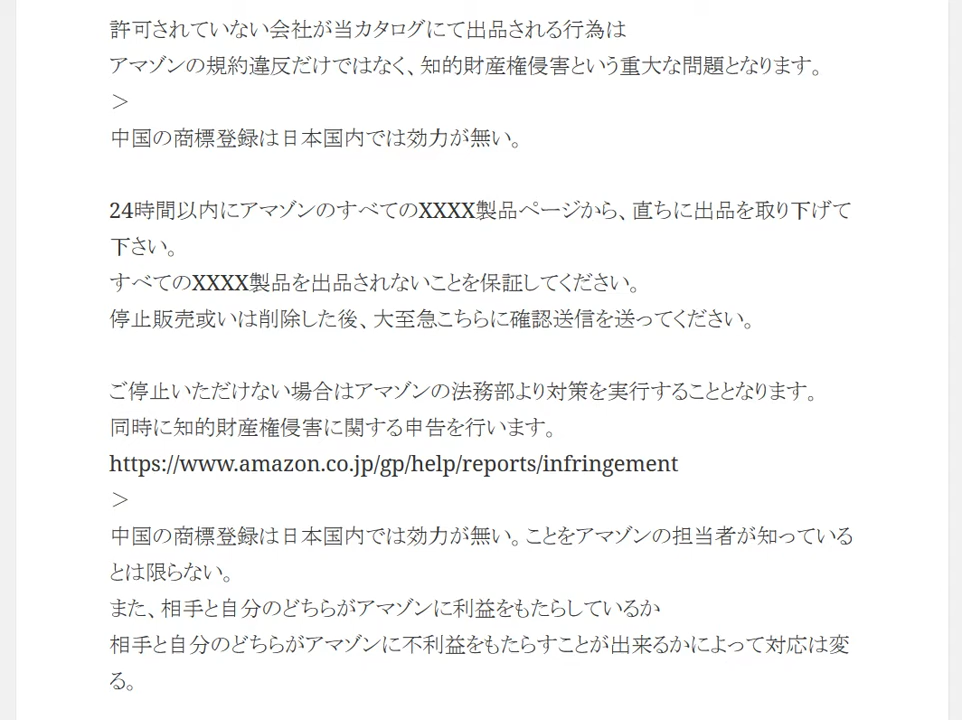 許可されていない会社が当カタログにて出品される行為は
アマゾンの規約違反だけではなく、知的財産権侵害という重大な問題となります。
＞
中国の商標登録は日本国内では効力が無い。
24時間以内にアマゾンのすべてのXXXX製品ページから、直ちに出品を取り下げて
下さい。
すべてのXXXX製品を出品されないことを保証してください。
停止販売或いは削除した後、大至急こちらに確認送信を送ってください。
ご停止いただけない場合はアマゾンの法務部より対策を実行することとなります。
同時に知的財産権侵害に関する申告を行います。
https://www.amazon.co.jp/gp/help/reports/infringement
＞
中国の商標登録は日本国内では効力が無い。ことをアマゾンの担当者が知っている
とは限らない。
また、相手と自分のどちらがアマゾンに利益をもたらしているか
相手と自分のどちらがアマゾンに不利益をもたらすことが出来るかによって対応は変
る。